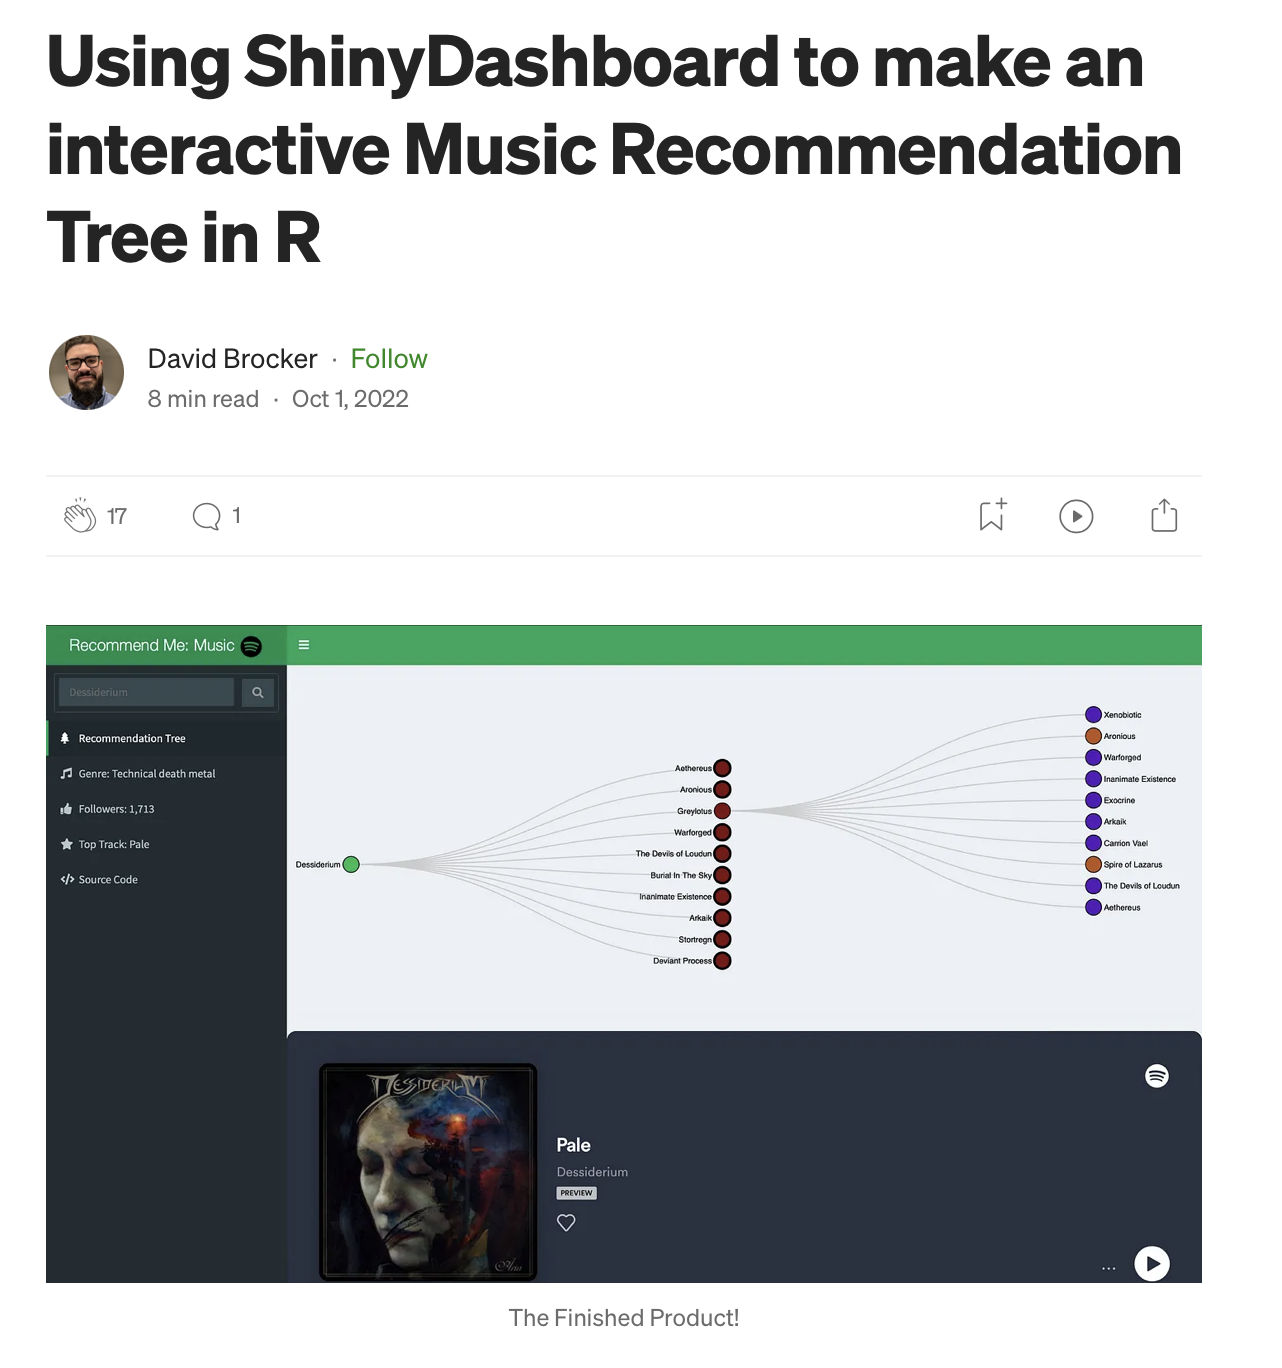 Using ShinyDashboard to make an
interactive Music Recommendation
Tree in R
David Brocker · Follow
8 min read · Oct 1, 2022
17
1
Recommend Me: Music
Dessiderium
Recommendation Tree
Genre: Technical death metal
Followers: 1,713
Top Track: Pale
Source Code
Dessiderium
Aethereus
Aronious
Greylotus
Warforged
The Devils of Loudun
Burial In The Sky
Inanimate Existence
Arkaik
Stortregn
Deviant Process
Xenobiotic
Aronious
Warforged
Inanimate Existence
Exocrine
Arkaik
Carrion Vael
Spire of Lazarus
The Devils of Loudun
Aethereus
DESSIDERIUM
Pale
Dessiderium
PREVIEW
...
The Finished Product!